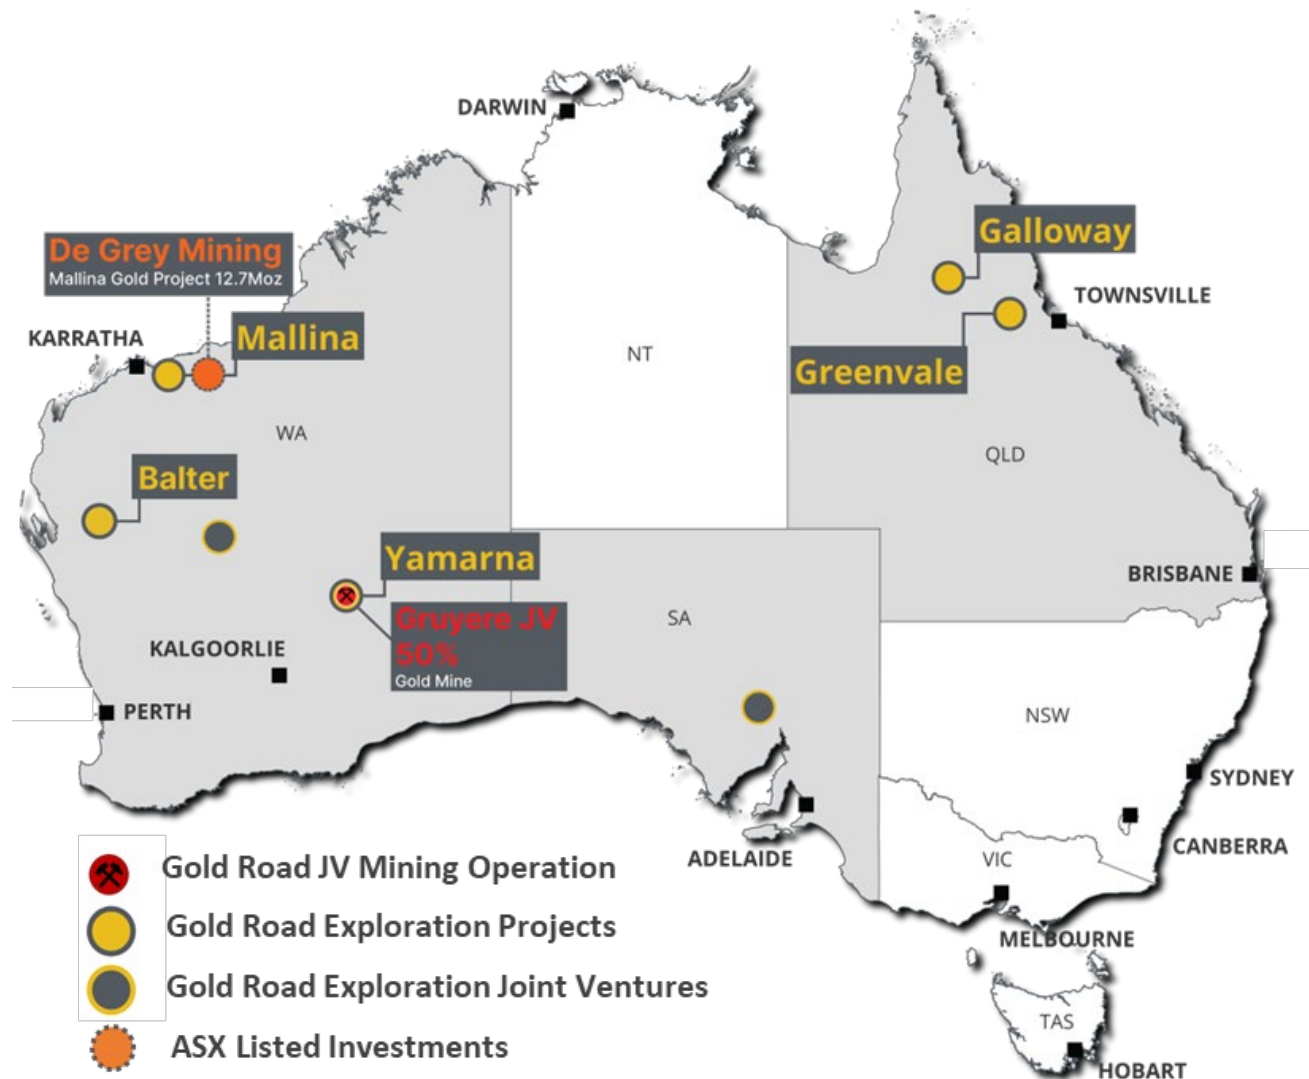 DARWIN
De Grey Mining
Mallina Gold Project 12.7Moz
KARRATHA
Mallina
Galloway
TOWNSVILLE
Greenvale
NT
WA
QLD
Balter
Yamarna
Gruyere JV
50%
Gold Mine
BRISBANE
SA
KALGOORLIE
PERTH
NSW
SYDNEY
CANBERRA
ADELAIDE
VIC
MELBOURNE
TAS
HOBART
Gold Road JV Mining Operation
Gold Road Exploration Projects
Gold Road Exploration Joint Ventures
ASX Listed Investments